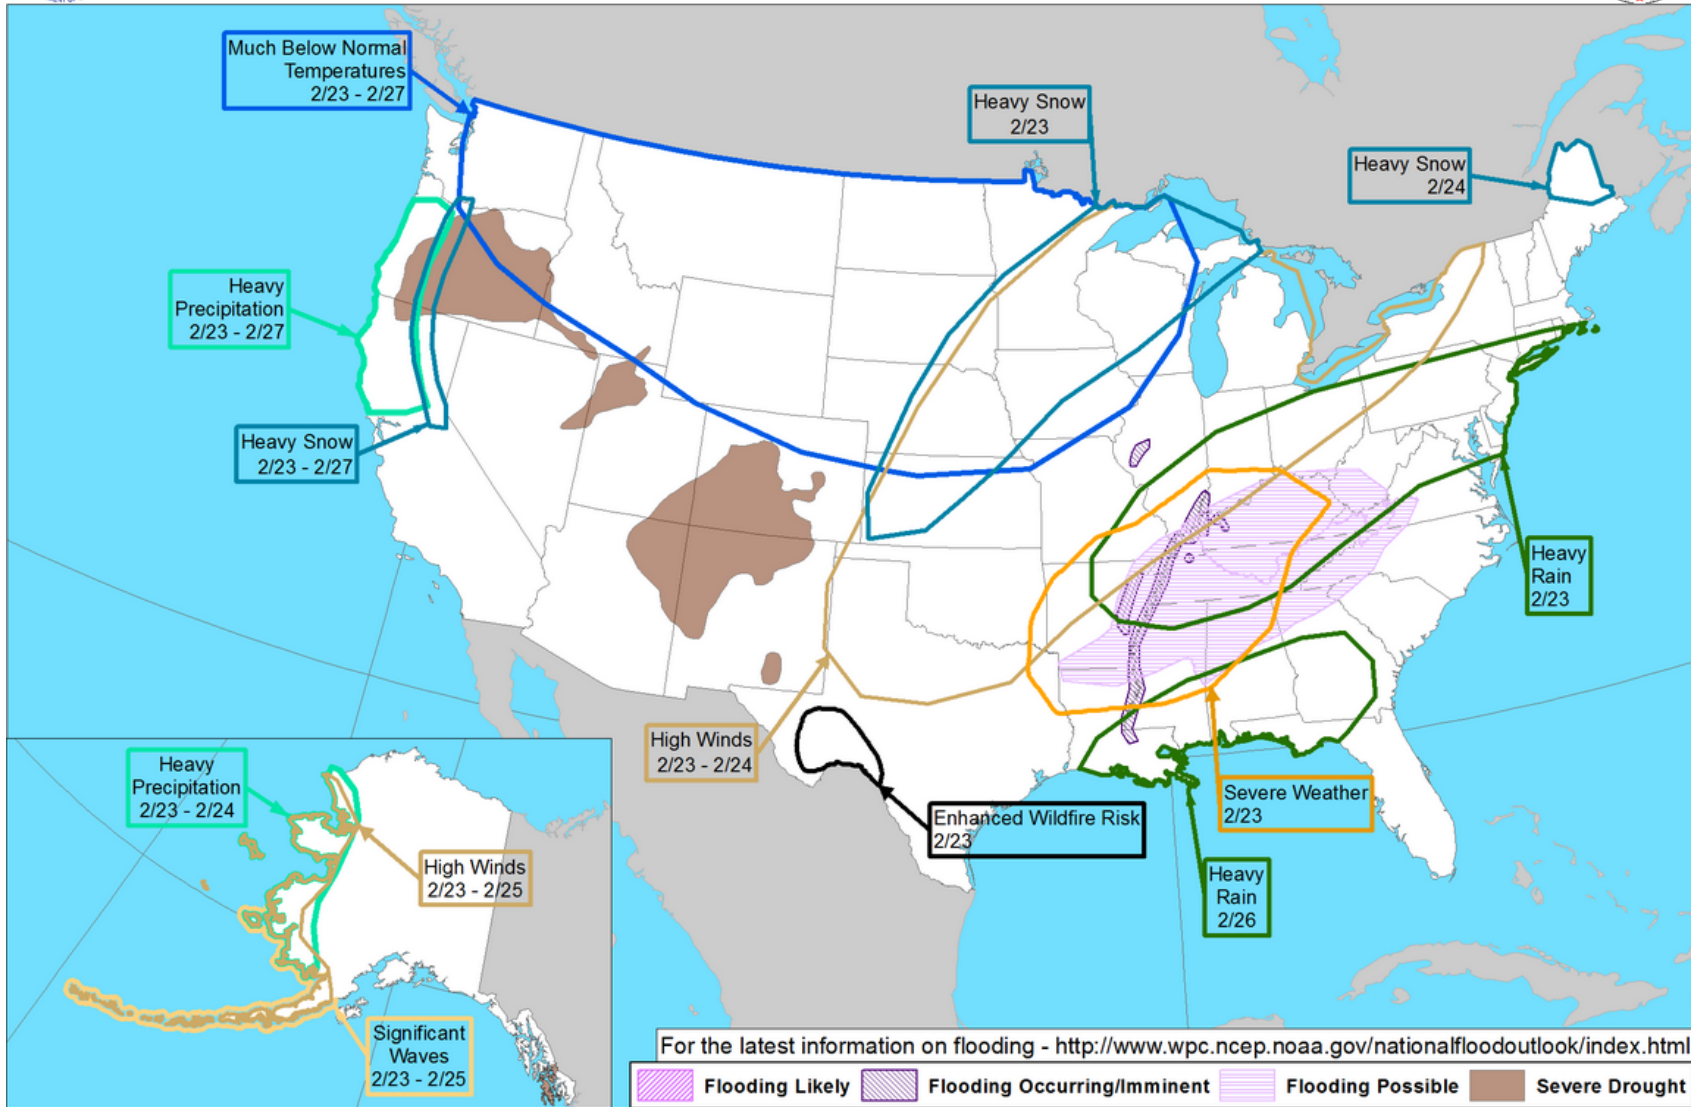 Much Below Normal
Temperatures
2/23 - 2/27
Heavy Snow
2/23
Heavy Snow
2/24
Heavy
Precipitation
2/23 - 2/27
Heavy Snow
2/23 - 2/27
Heavy
Rain
2/23
High Winds
2/23 - 2/24
Enhanced Wildfire Risk
2/23
Severe Weather
2/23
Heavy
Rain
2/26
Heavy
Precipitation
2/23 - 2/24
High Winds
2/23 - 2/25
Significant
Waves
2/23 - 2/25
For the latest information on flooding - http://www.wpc.ncep.noaa.gov/nationalfloodoutlook/index.html
Flooding Likely
Flooding Occurring/Imminent
Flooding Possible
Severe Drought